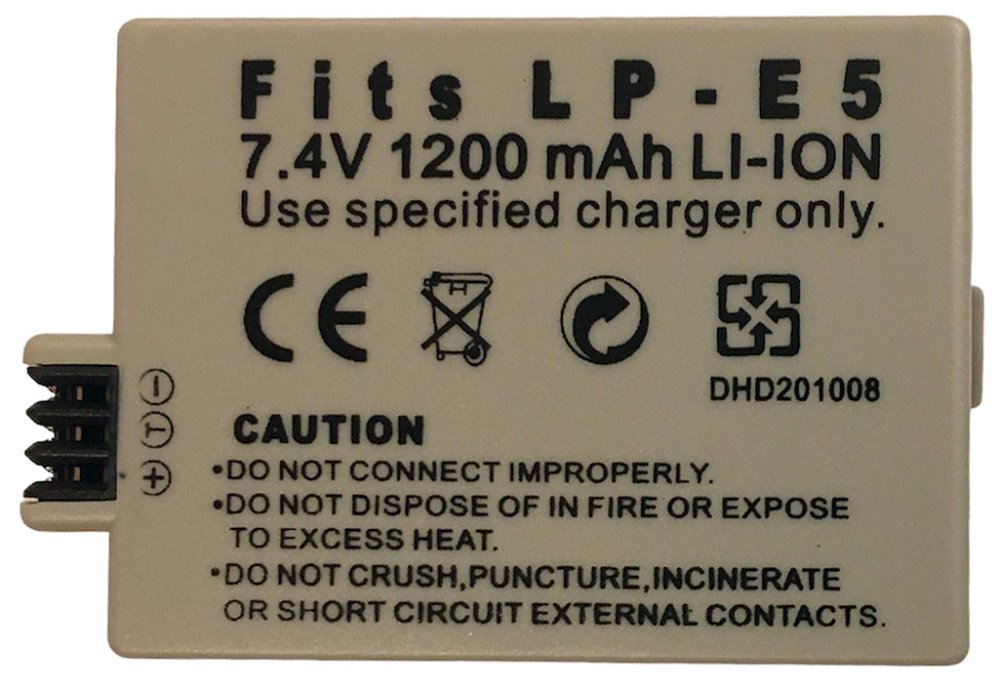 Fits LP-E5
7.4V 1200 mAh LI-ION
Use specified charger only.
CE
DHD201008
−
T
+
CAUTION
•DO NOT CONNECT IMPROPERLY.
•DO NOT DISPOSE OF IN FIRE OR EXPOSE
TO EXCESS HEAT.
•DO NOT CRUSH,PUNCTURE,INCINERATE
OR SHORT CIRCUIT EXTERNAL CONTACTS.